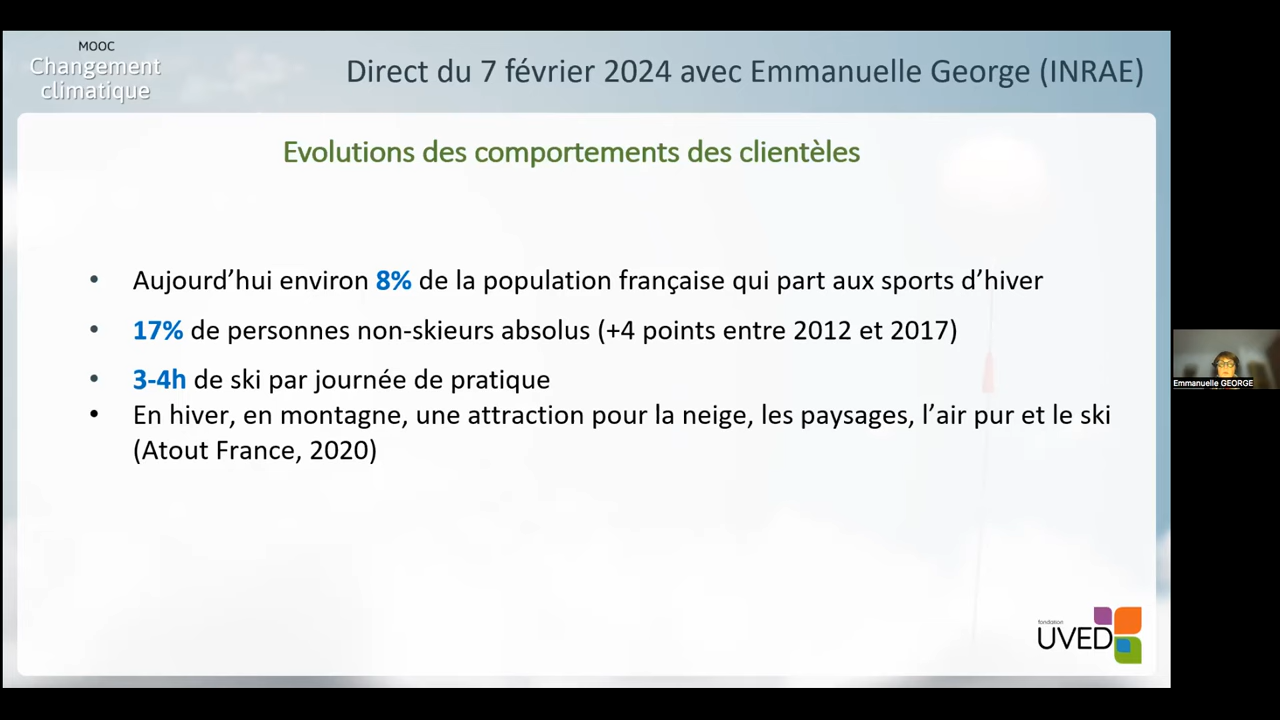 MOOC
Changement
climatique
Direct du 7 février 2024 avec Emmanuelle George (INRAE)
Evolutions des comportements des clientèles
• Aujourd’hui environ 8% de la population française qui part aux sports d’hiver
• 17% de personnes non-skieurs absolus (+4 points entre 2012 et 2017)
• 3-4h de ski par journée de pratique
• En hiver, en montagne, une attraction pour la neige, les paysages, l’air pur et le ski
(Atout France, 2020)
Emmanuelle GEORGE
fondation
UVED